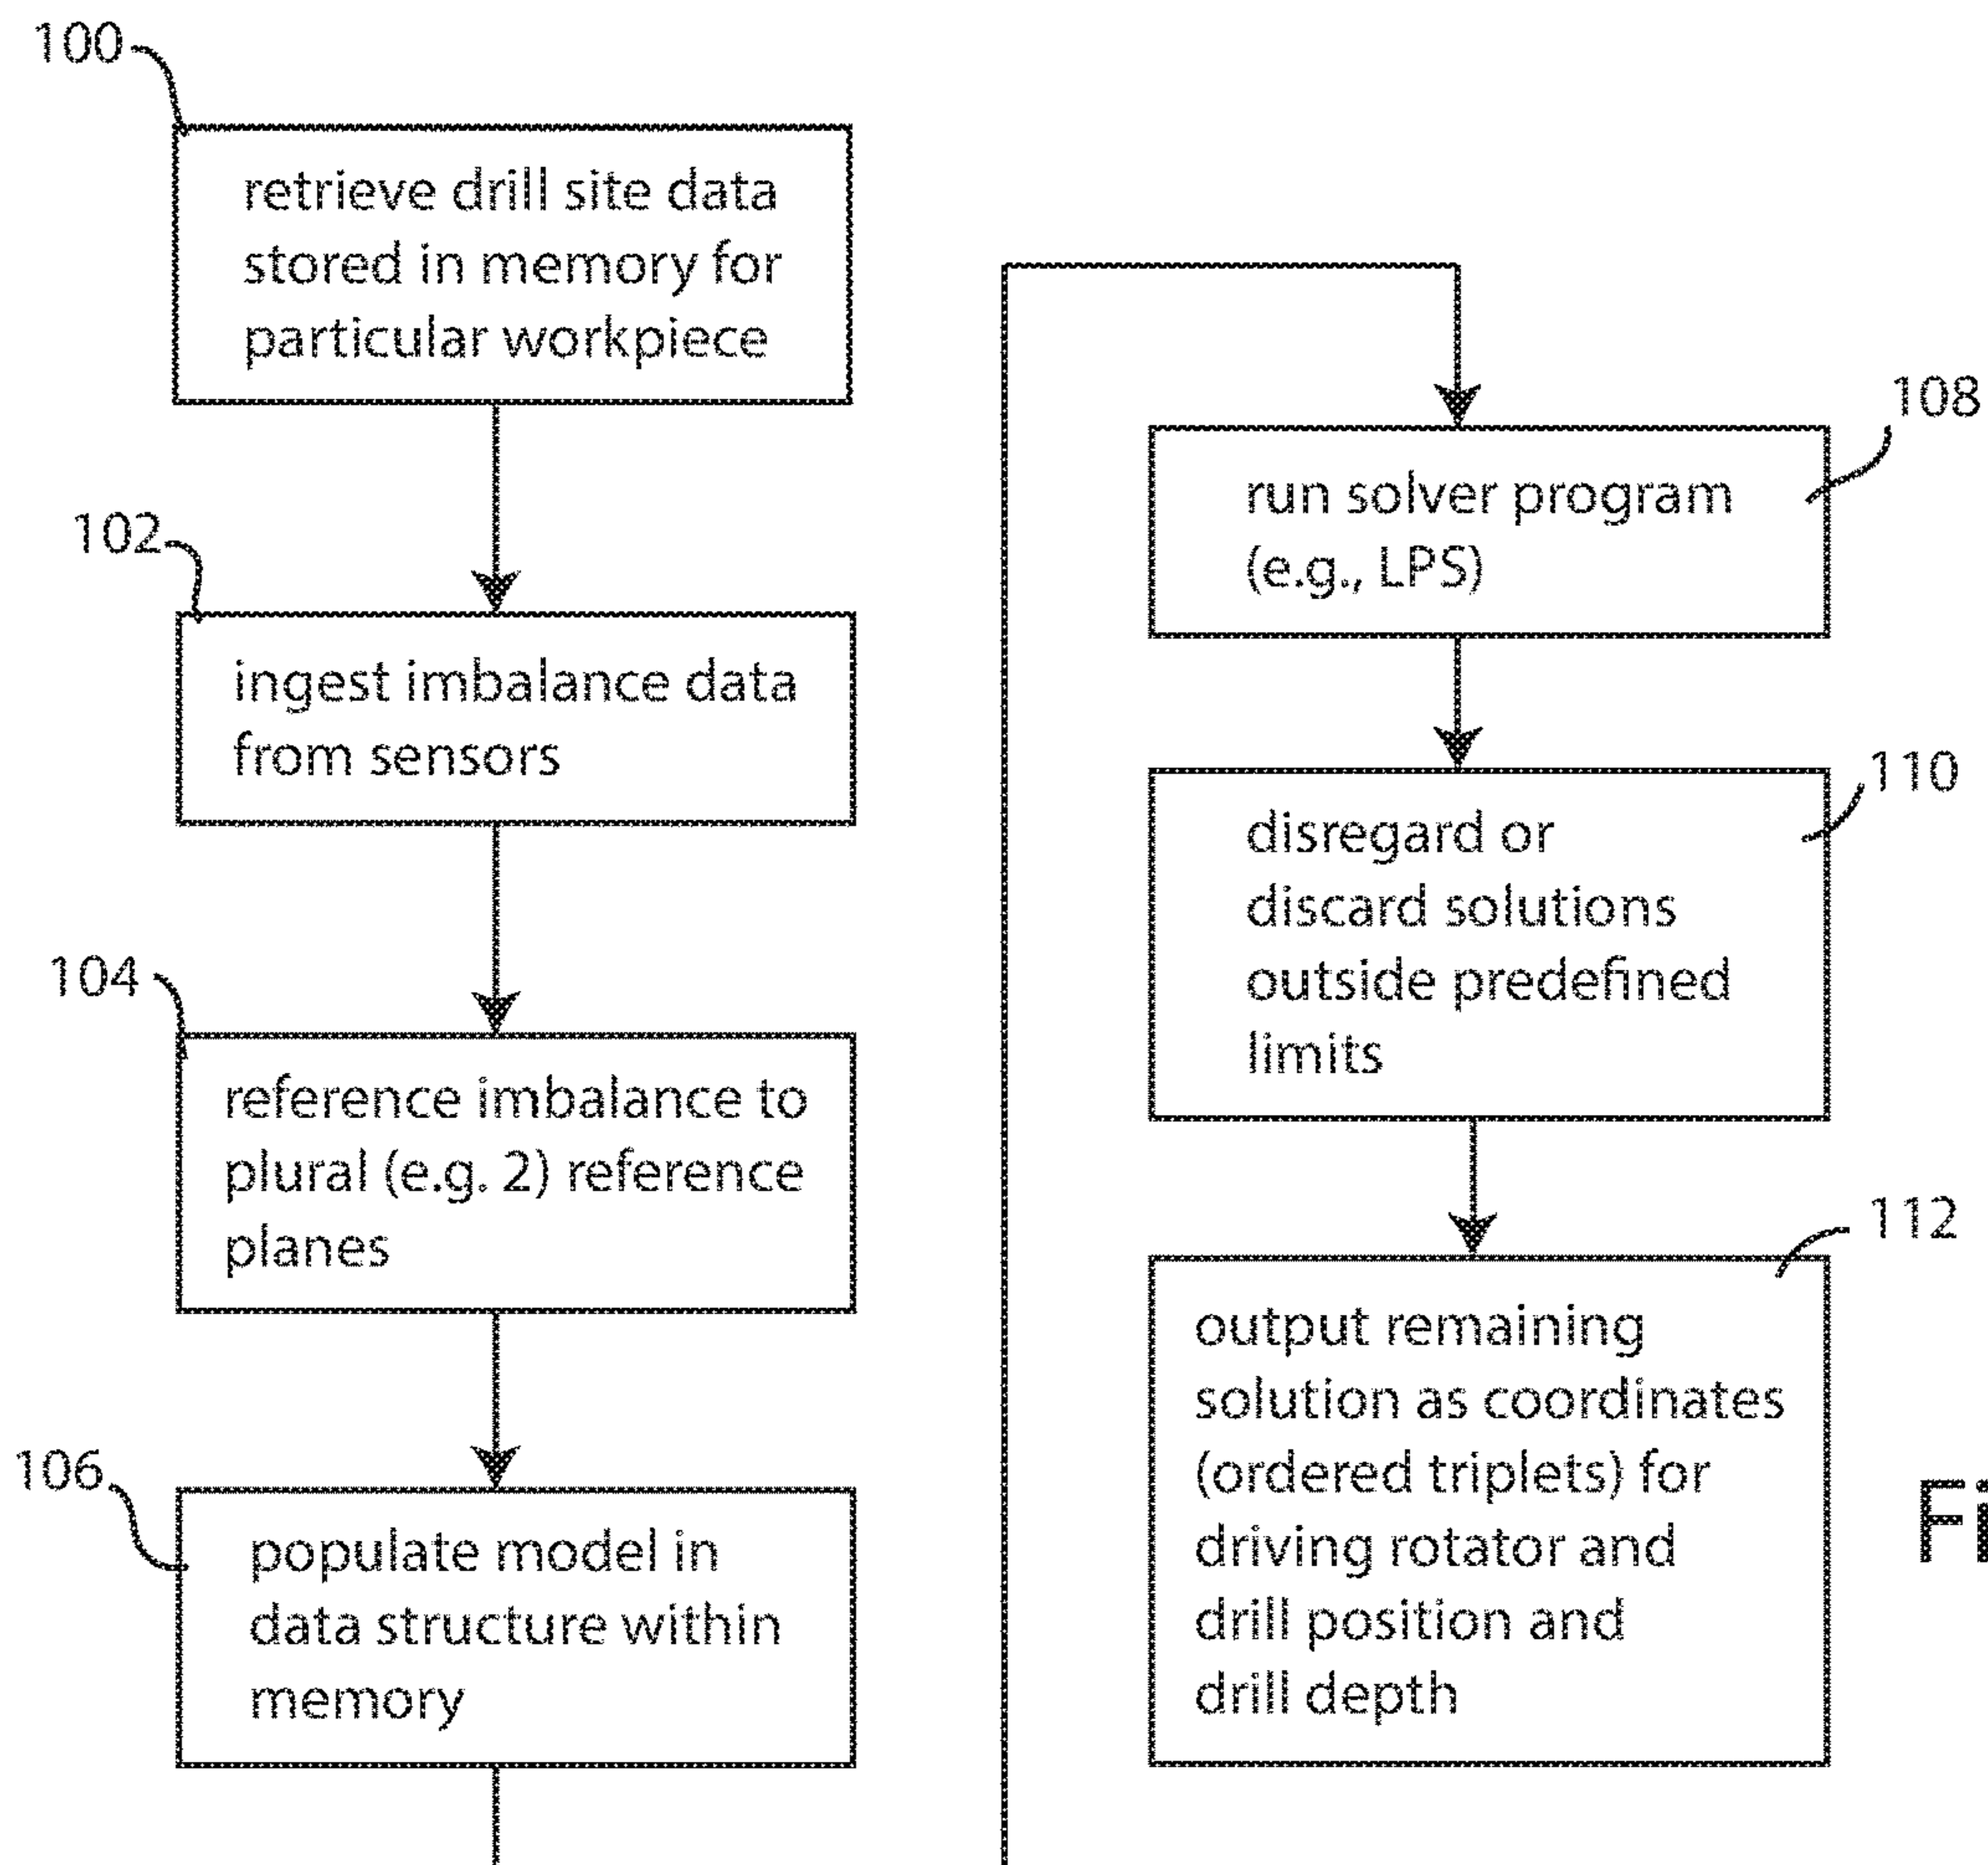 100
retrieve drill site data
stored in memory for
particular workpiece
102
ingest imbalance data
from sensors
104
reference imbalance to
plural (e.g. 2) reference
planes
106
populate model in
data structure within
memory
108
run solver program
(e.g., LPS)
110
disregard or
discard solutions
outside predefined
limits
112
output remaining
solution as coordinates
(ordered triplets) for
driving rotator and
drill position and
drill depth